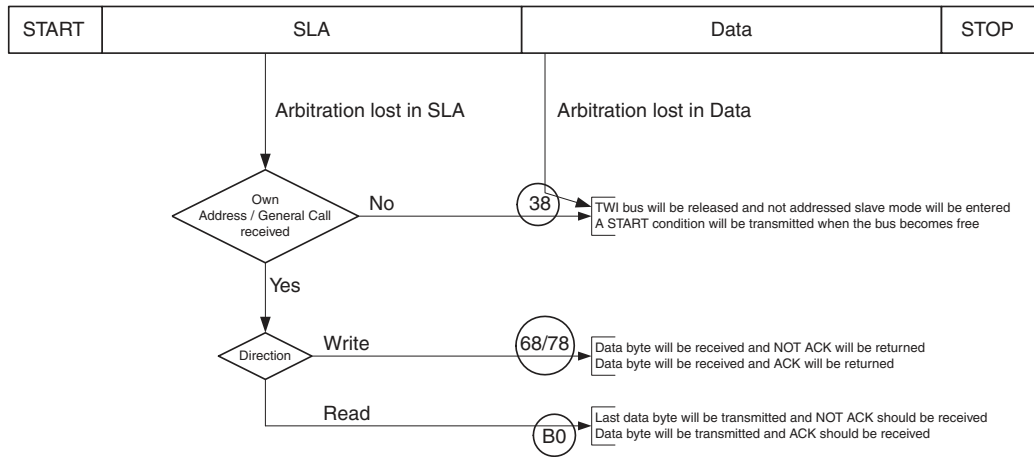 START
SLA
Data
STOP
Arbitration lost in SLA
Arbitration lost in Data
Own
Address / General Call
received
No
38
TWI bus will be released and not addressed slave mode will be entered
A START condition will be transmitted when the bus becomes free
Yes
Direction
Write
68/78
Data byte will be received and NOT ACK will be returned
Data byte will be received and ACK will be returned
Read
B0
Last data byte will be transmitted and NOT ACK should be received
Data byte will be transmitted and ACK should be received